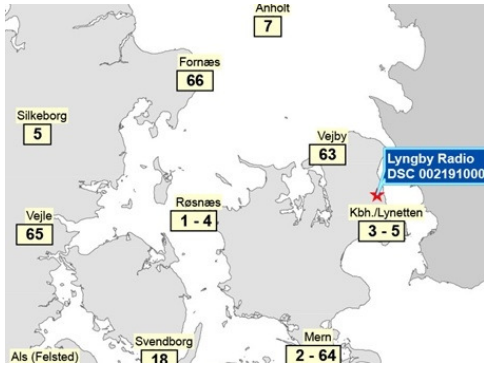 Anholt
7
Fornæs
66
Silkeborg
5
Vejby
63
Lyngby Radio
DSC 002191000
Røsnæs
1 - 4
Kbh./Lynetten
3 - 5
Vejle
65
Svendborg
18
Mern
2 - 64
Als (Felsted)